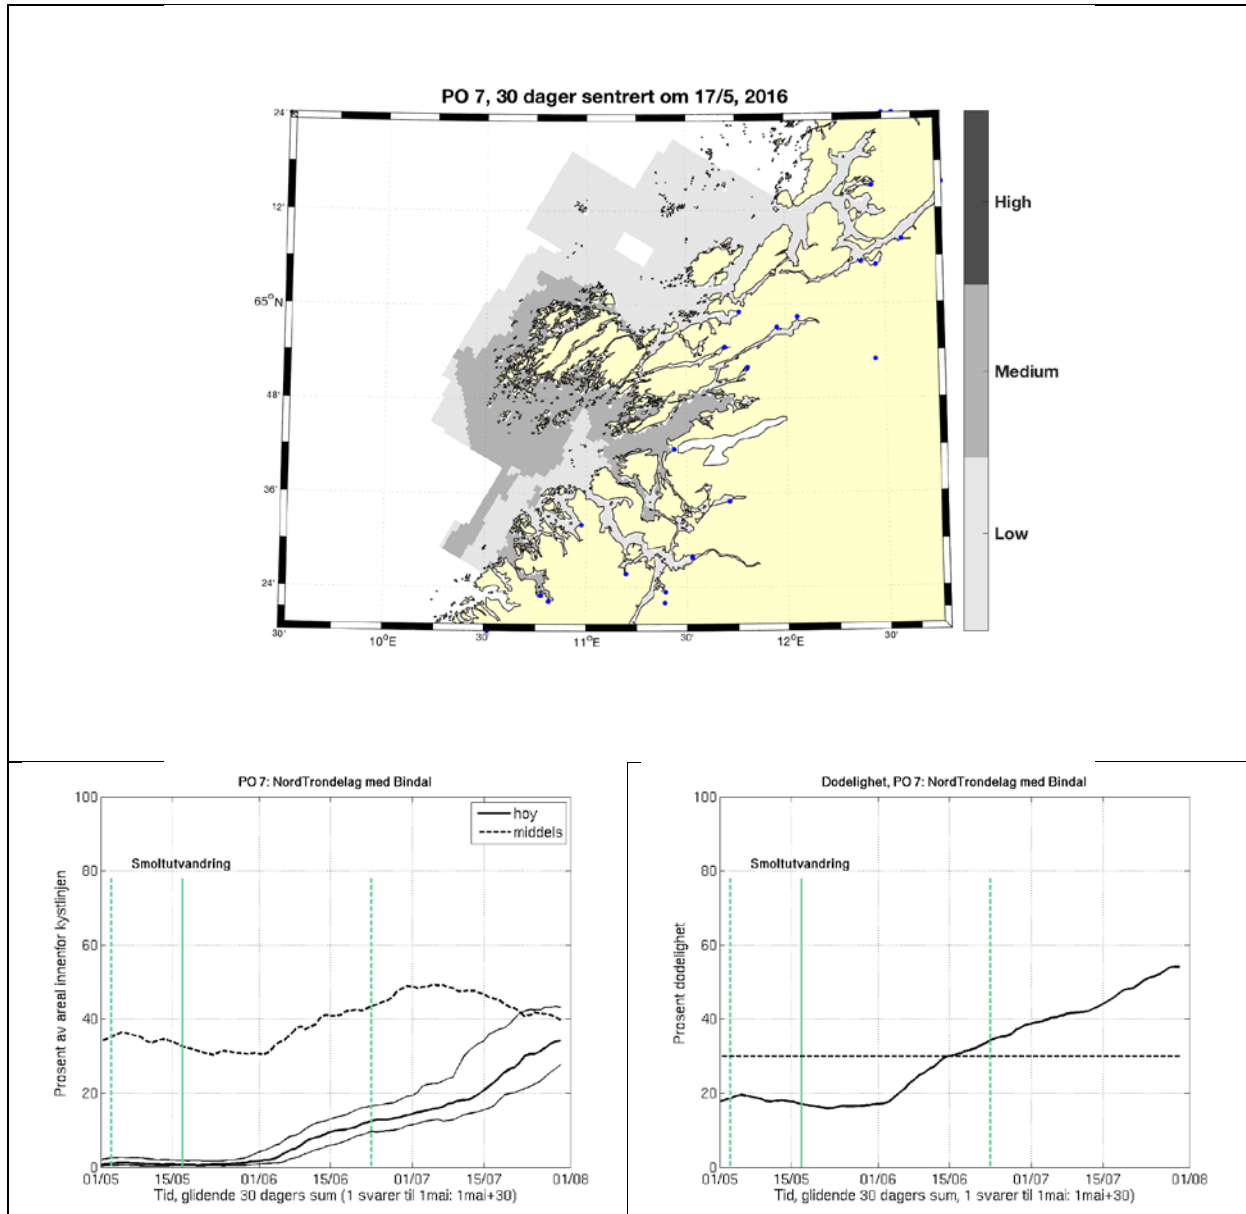 PO 7, 30 dager sentrert om 17/5, 2016
24'
12'
65°N
48'
36'
24'
30'
10°E
30'
11°E
30'
12°E
30'
High
Medium
Low
PO 7: NordTrondelag med Bindal
hoy
middels
Smoltutvandring
Prosent av areal innenfor kystlinjen
100
80
60
40
20
0
01/05
15/05
01/06
15/06
01/07
15/07
01/08
Tid, glidende 30 dagers sum (1 svarer til 1mai: 1mai+30)
Dodelighet, PO 7: NordTrondelag med Bindal
Smoltutvandring
Prosent dodelighet
100
80
60
40
20
0
01/05
15/05
01/06
15/06
01/07
15/07
01/08
Tid, glidende 30 dagers sum, 1 svarer til 1mai: 1mai+30)